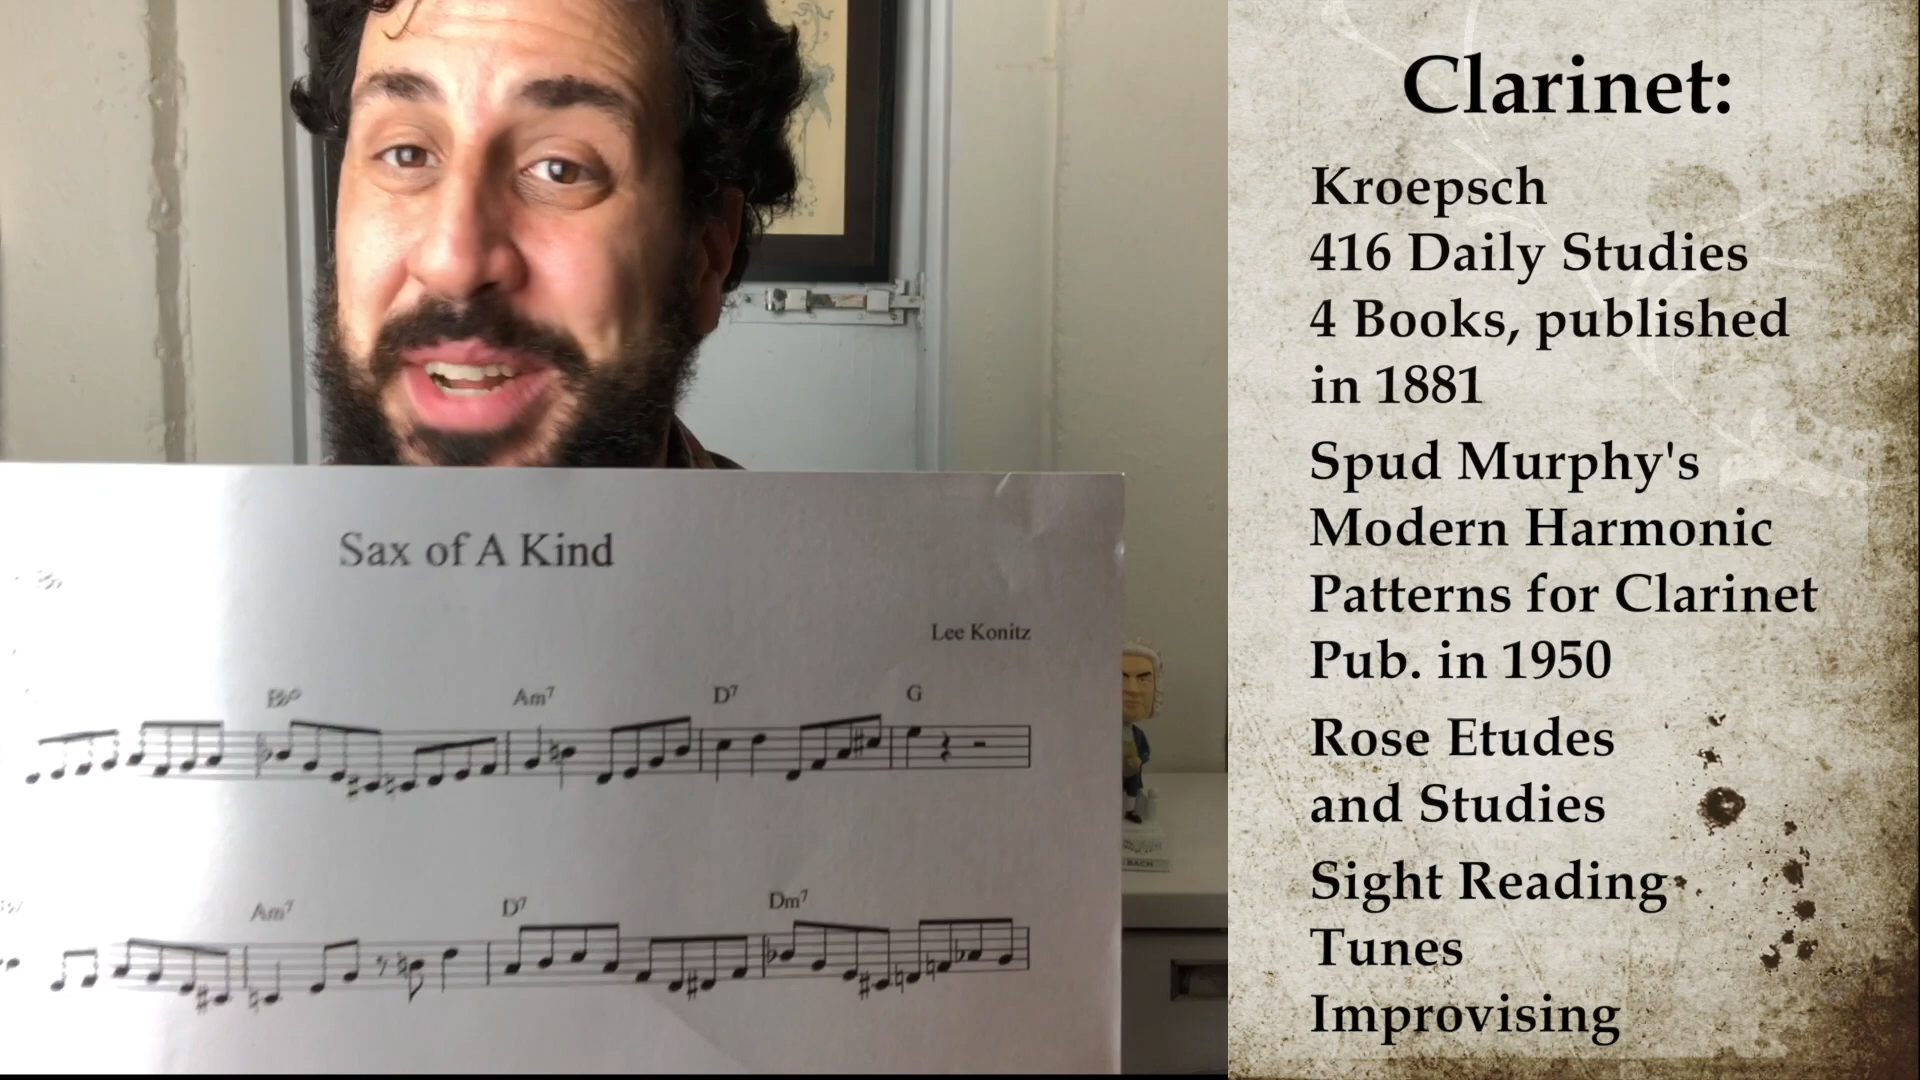 Sax of A Kind
Lee Konitz
Am7 D7 G
Am7 D7 Dm7
BACH
Clarinet:
Kroepsch
416 Daily Studies
4 Books, published
in 1881
Spud Murphy's
Modern Harmonic
Patterns for Clarinet
Pub. in 1950
Rose Etudes
and Studies
Sight Reading
Tunes
Improvising